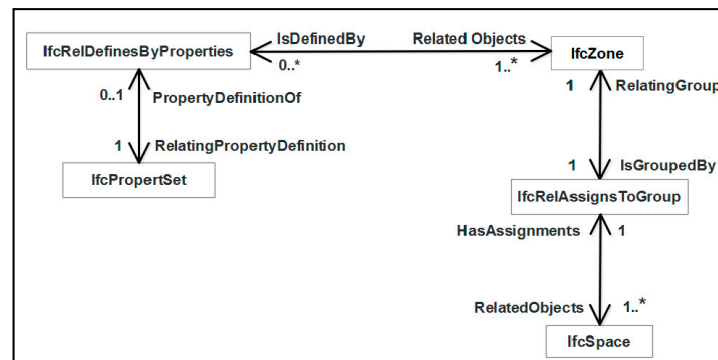 IsDefinedBy Related Objects
IfcRelDefinesByProperties IfcZone
0..* 1..*
0..1 PropertyDefinitionOf 1 RelatingGroup
1 RelatingPropertyDefinition
1 IsGroupedBy
IfcPropertSet
IfcRelAssignsToGroup
HasAssignments 1
RelatedObjects 1..*
IfcSpace